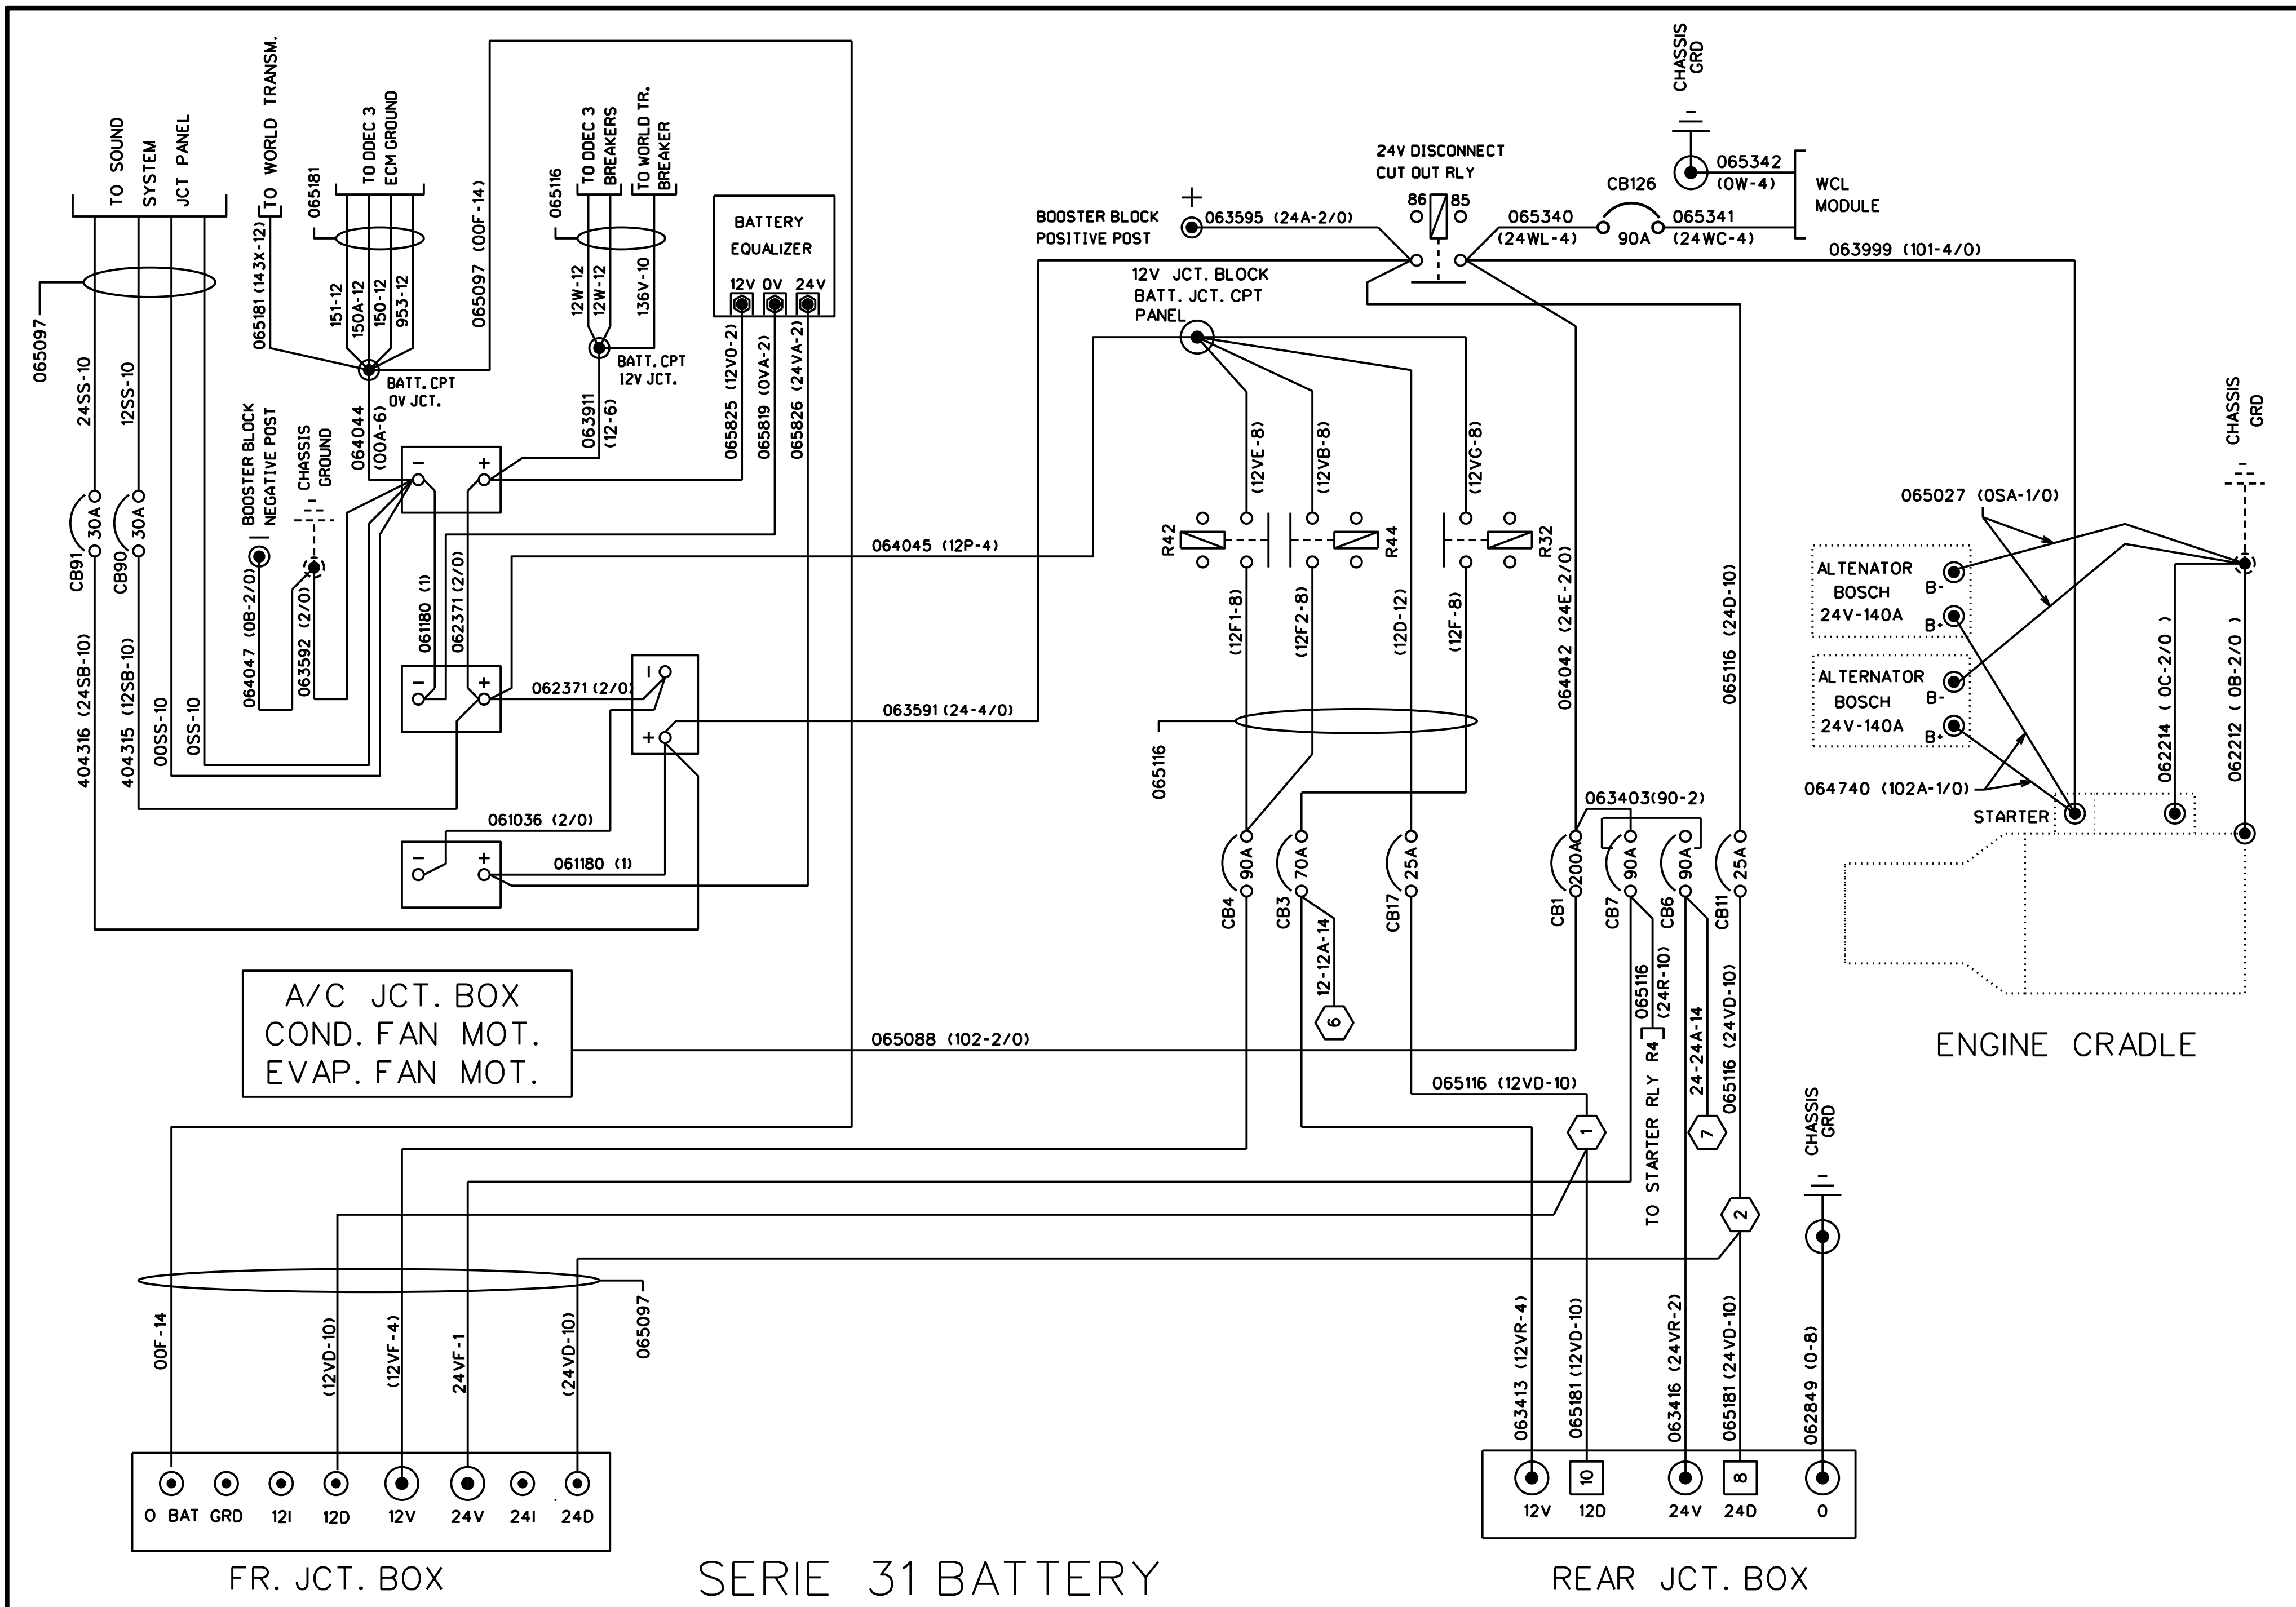 TO SOUND
SYSTEM
JCT PANEL
TO WORLD TRANSM.
065181
TO DDEC 3
ECM GROUND
065097 (00F-14)
065116
TO DDEC 3
BREAKERS
TO WORLD TR.
BREAKER
065097
24SS-10
12SS-10
065181 (143X-12)
151-12
150A-12
150-12
953-12
12W-12
12W-12
136V-10
BATTERY
EQUALIZER
12V 0V 24V
BATT. CPT
0V JCT.
BATT. CPT
12V JCT.
065825 (12VO-2)
065819 (0VA-2)
065826 (24VA-2)
BOOSTER BLOCK
NEGATIVE POST
CHASSIS
GROUND
064044
(00A-6)
063911
(12-6)
CB91
30A
CB90
30A
- +
064047 (0B-2/0)
063592 (2/0)
061180 (1)
062371 (2/0)
404316 (24SB-10)
404315 (12SB-10)
00SS-10
0SS-10
- +
062371 (2/0)
-
+
061036 (2/0)
061180 (1)
- +
064045 (12P-4)
063591 (24-4/0)
BOOSTER BLOCK
POSITIVE POST
+
063595 (24A-2/0)
24V DISCONNECT
CUT OUT RLY
86 85
12V JCT. BLOCK
BATT. JCT. CPT
PANEL
CHASSIS
GRD
065342
(0W-4)
CB126
90A
065340
(24WL-4)
065341
(24WC-4)
WCL
MODULE
063999 (101-4/0)
(12VE-8)
(12VB-8)
(12VG-8)
R42
R44
R32
(12F1-8)
(12F2-8)
(12D-12)
(12F-8)
064042 (24E-2/0)
065116 (24D-10)
065116
063403(90-2)
CB4
90A
CB3
70A
CB17
25A
CB1
200A
CB7
90A
CB6
90A
CB11
25A
12-12A-14
6
065116
(24R-10)
TO STARTER RLY R4
24-24A-14
7
065116 (24VD-10)
065116 (12VD-10)
1
2
CHASSIS
GRD
065027 (0SA-1/0)
CHASSIS
GRD
ALTENATOR
BOSCH
24V-140A
B-
B+
ALTERNATOR
BOSCH
24V-140A
B-
B+
064740 (102A-1/0)
STARTER
062214 ( 0C-2/0 )
062212 ( 0B-2/0 )
ENGINE CRADLE
A/C JCT. BOX
COND. FAN MOT.
EVAP. FAN MOT.
065088 (102-2/0)
00F-14
(12VD-10)
(12VF-4)
24VF-1
(24VD-10)
065097
063413 (12VR-4)
065181 (12VD-10)
063416 (24VR-2)
065181 (24VD-10)
062849 (0-8)
0 BAT GRD 12I 12D 12V 24V 24I 24D
FR. JCT. BOX
10
8
12V 12D 24V 24D 0
REAR JCT. BOX
SERIE 31 BATTERY